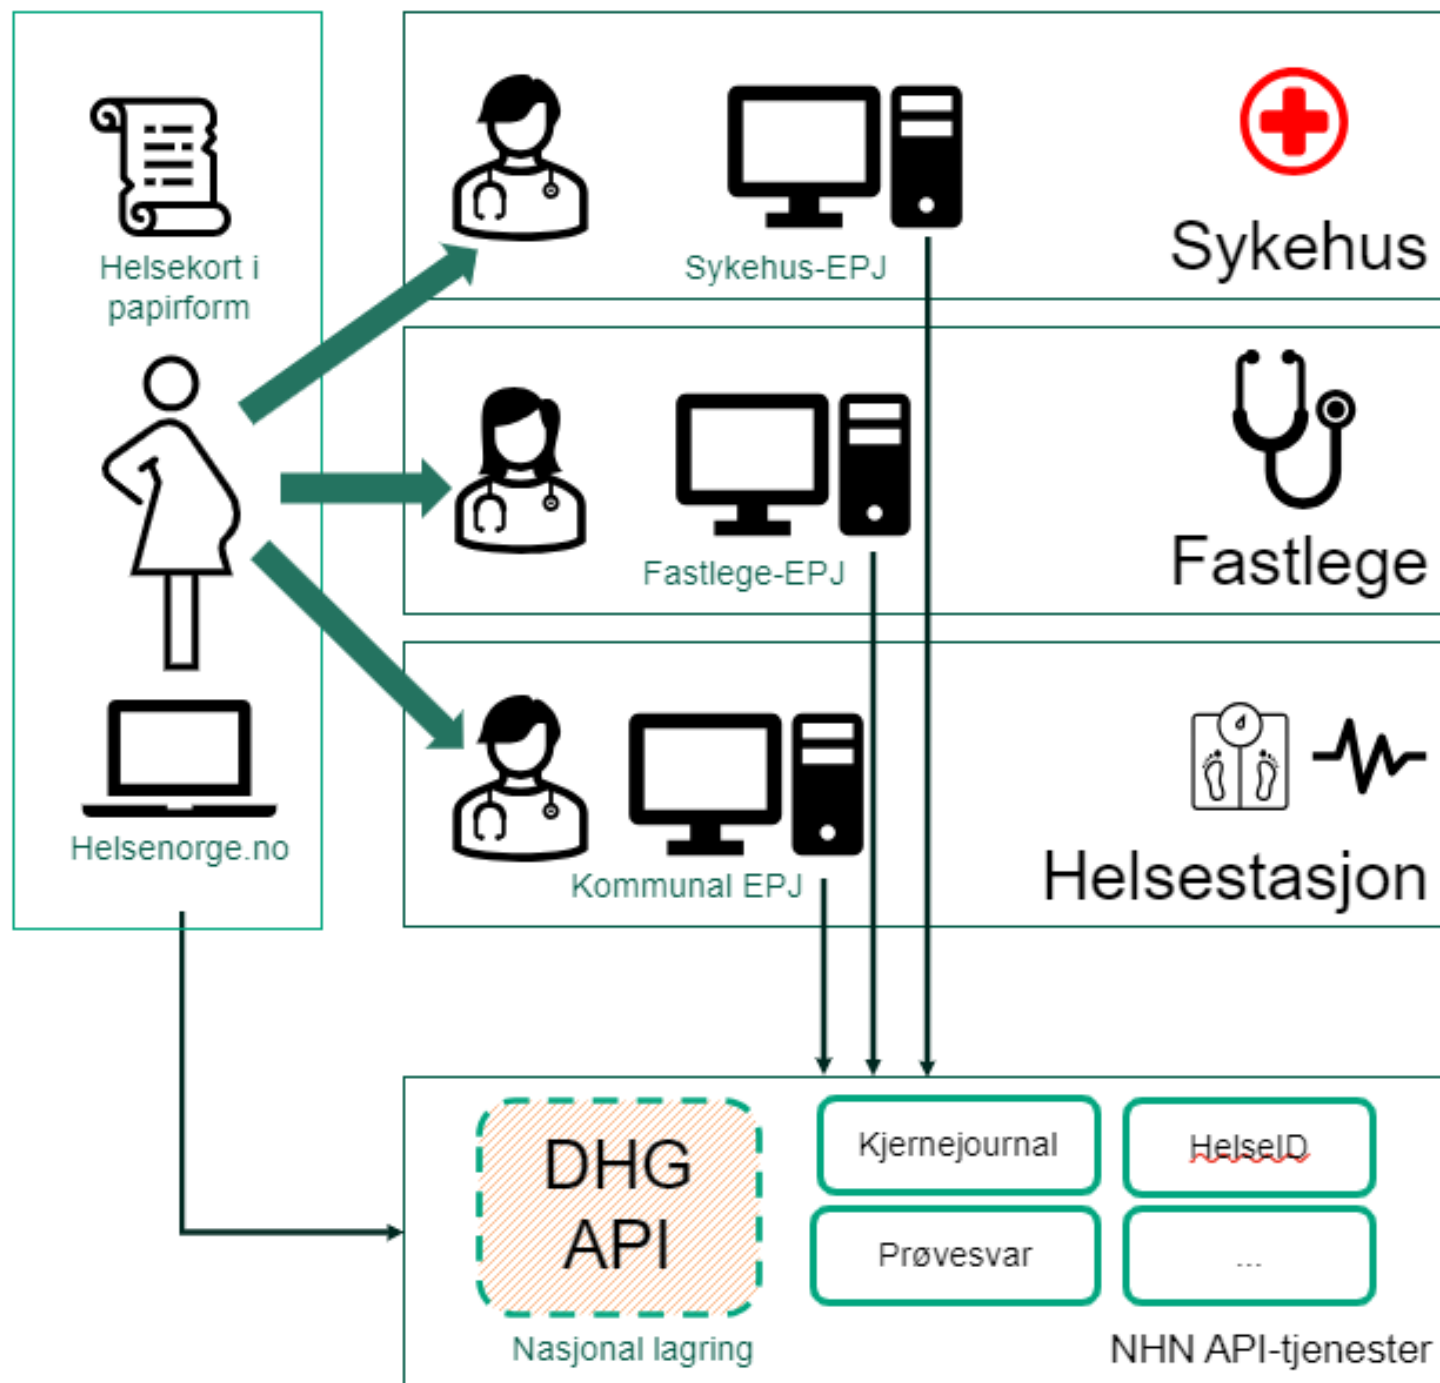 Helsekort i
papirform
Helsenorge.no
Sykehus-EPJ
Sykehus
Fastlege-EPJ
Fastlege
Kommunal EPJ
Helsestasjon
DHG
API
Nasjonal lagring
Kjernejournal
HelseID
Prøvesvar
...
NHN API-tjenester